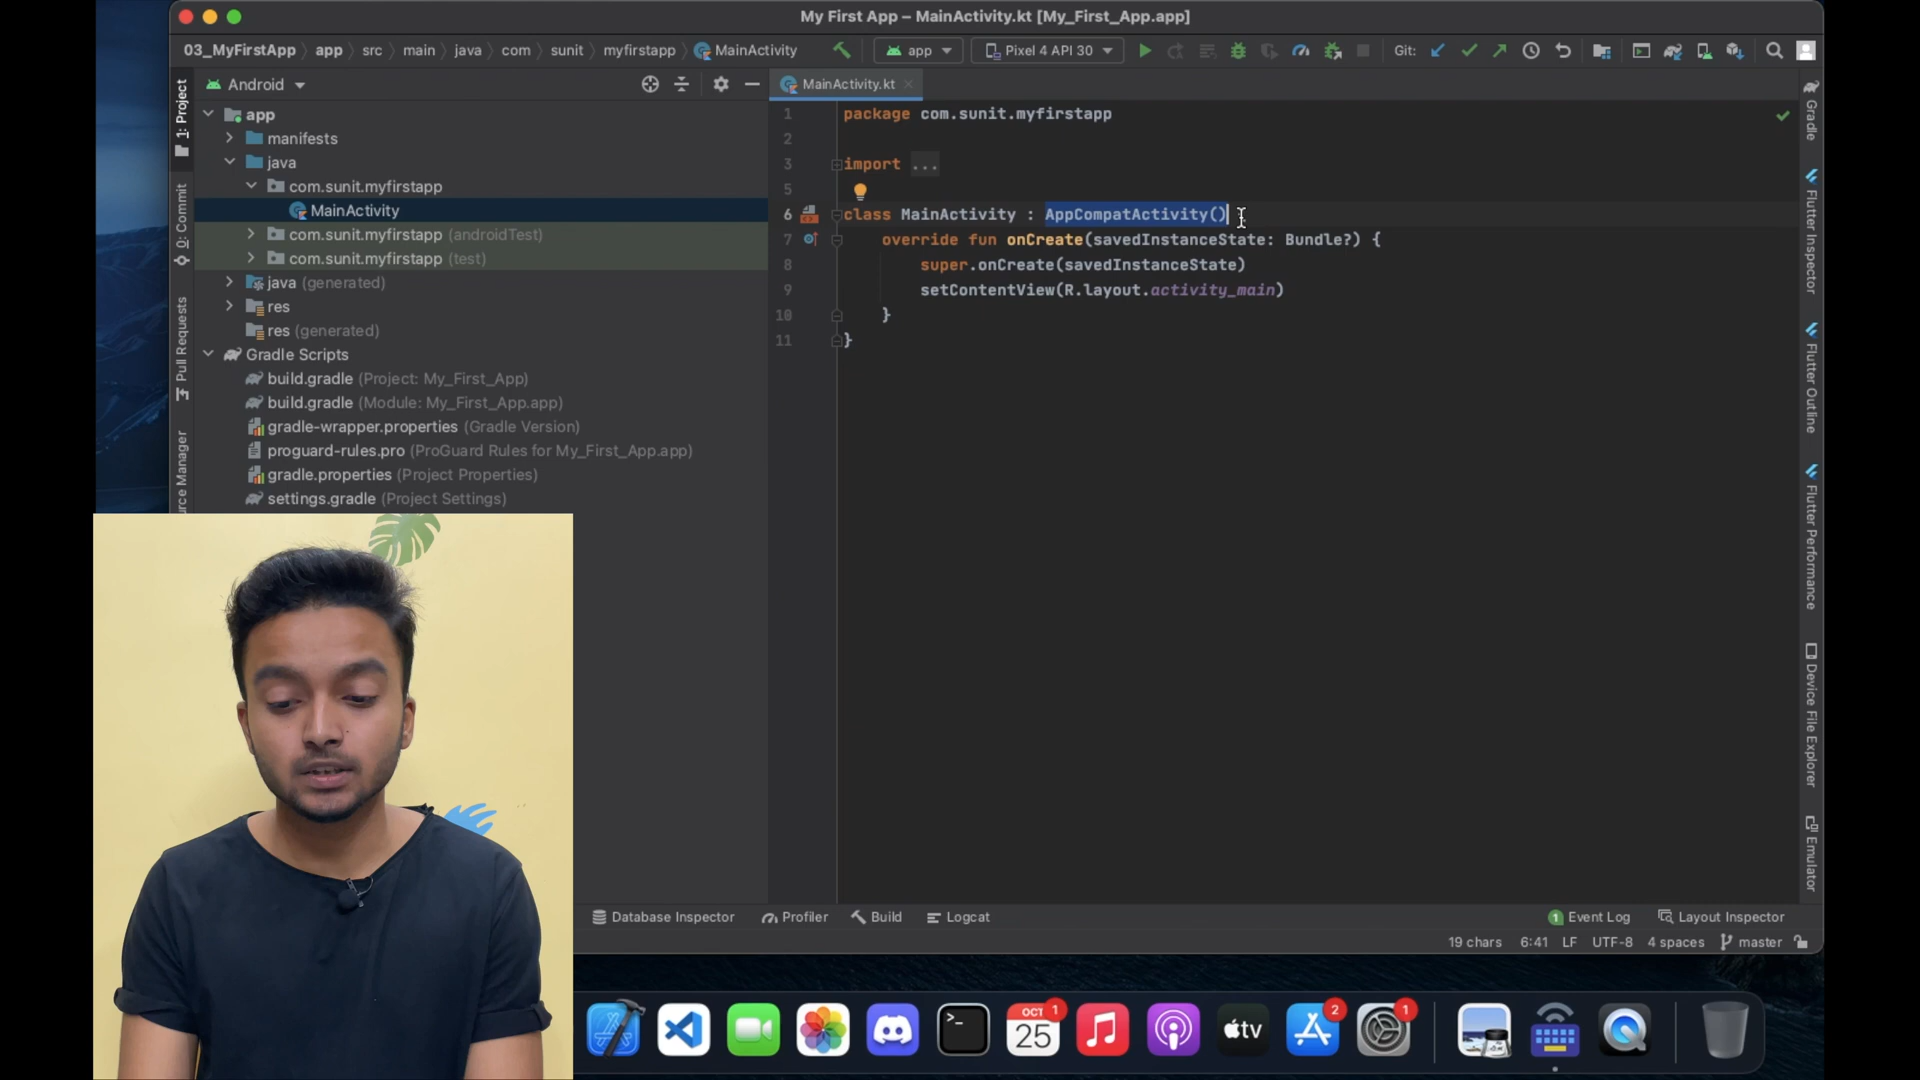 My First App – MainActivity.kt [My_First_App.app]
03_MyFirstApp app src main java com sunit myfirstapp MainActivity app Pixel 4 API 30 Git:
Android
MainActivity.kt
1: Project
0: Commit
Pull Requests
urce Manager
app
manifests
java
com.sunit.myfirstapp
MainActivity
com.sunit.myfirstapp (androidTest)
com.sunit.myfirstapp (test)
java (generated)
res
res (generated)
Gradle Scripts
build.gradle (Project: My_First_App)
build.gradle (Module: My_First_App.app)
gradle-wrapper.properties (Gradle Version)
proguard-rules.pro (ProGuard Rules for My_First_App.app)
gradle.properties (Project Properties)
settings.gradle (Project Settings)
1 package com.sunit.myfirstapp
2
3 import ...
5
6 class MainActivity : AppCompatActivity()
7 override fun onCreate(savedInstanceState: Bundle?) {
8 super.onCreate(savedInstanceState)
9 setContentView(R.layout.activity_main)
10 }
11 }
Gradle
Flutter Inspector
Flutter Outline
Flutter Performance
Device File Explorer
Emulator
Database Inspector Profiler Build Logcat 1 Event Log Layout Inspector
19 chars 6:41 LF UTF-8 4 spaces master
OCT 1
25
tv
2
1